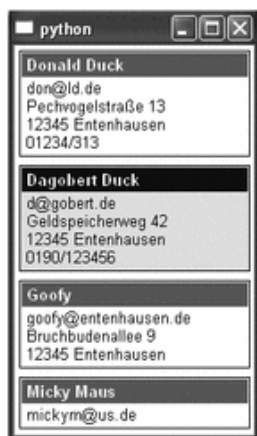 python
Donald Duck
don@ld.de
Pechvogelstraße 13
12345 Entenhausen
01234/313
Dagobert Duck
d@gobert.de
Geldspeicherweg 42
12345 Entenhausen
0190/123456
Goofy
goofy@entenhausen.de
Bruchbudenallee 9
12345 Entenhausen
Micky Maus
mickym@us.de